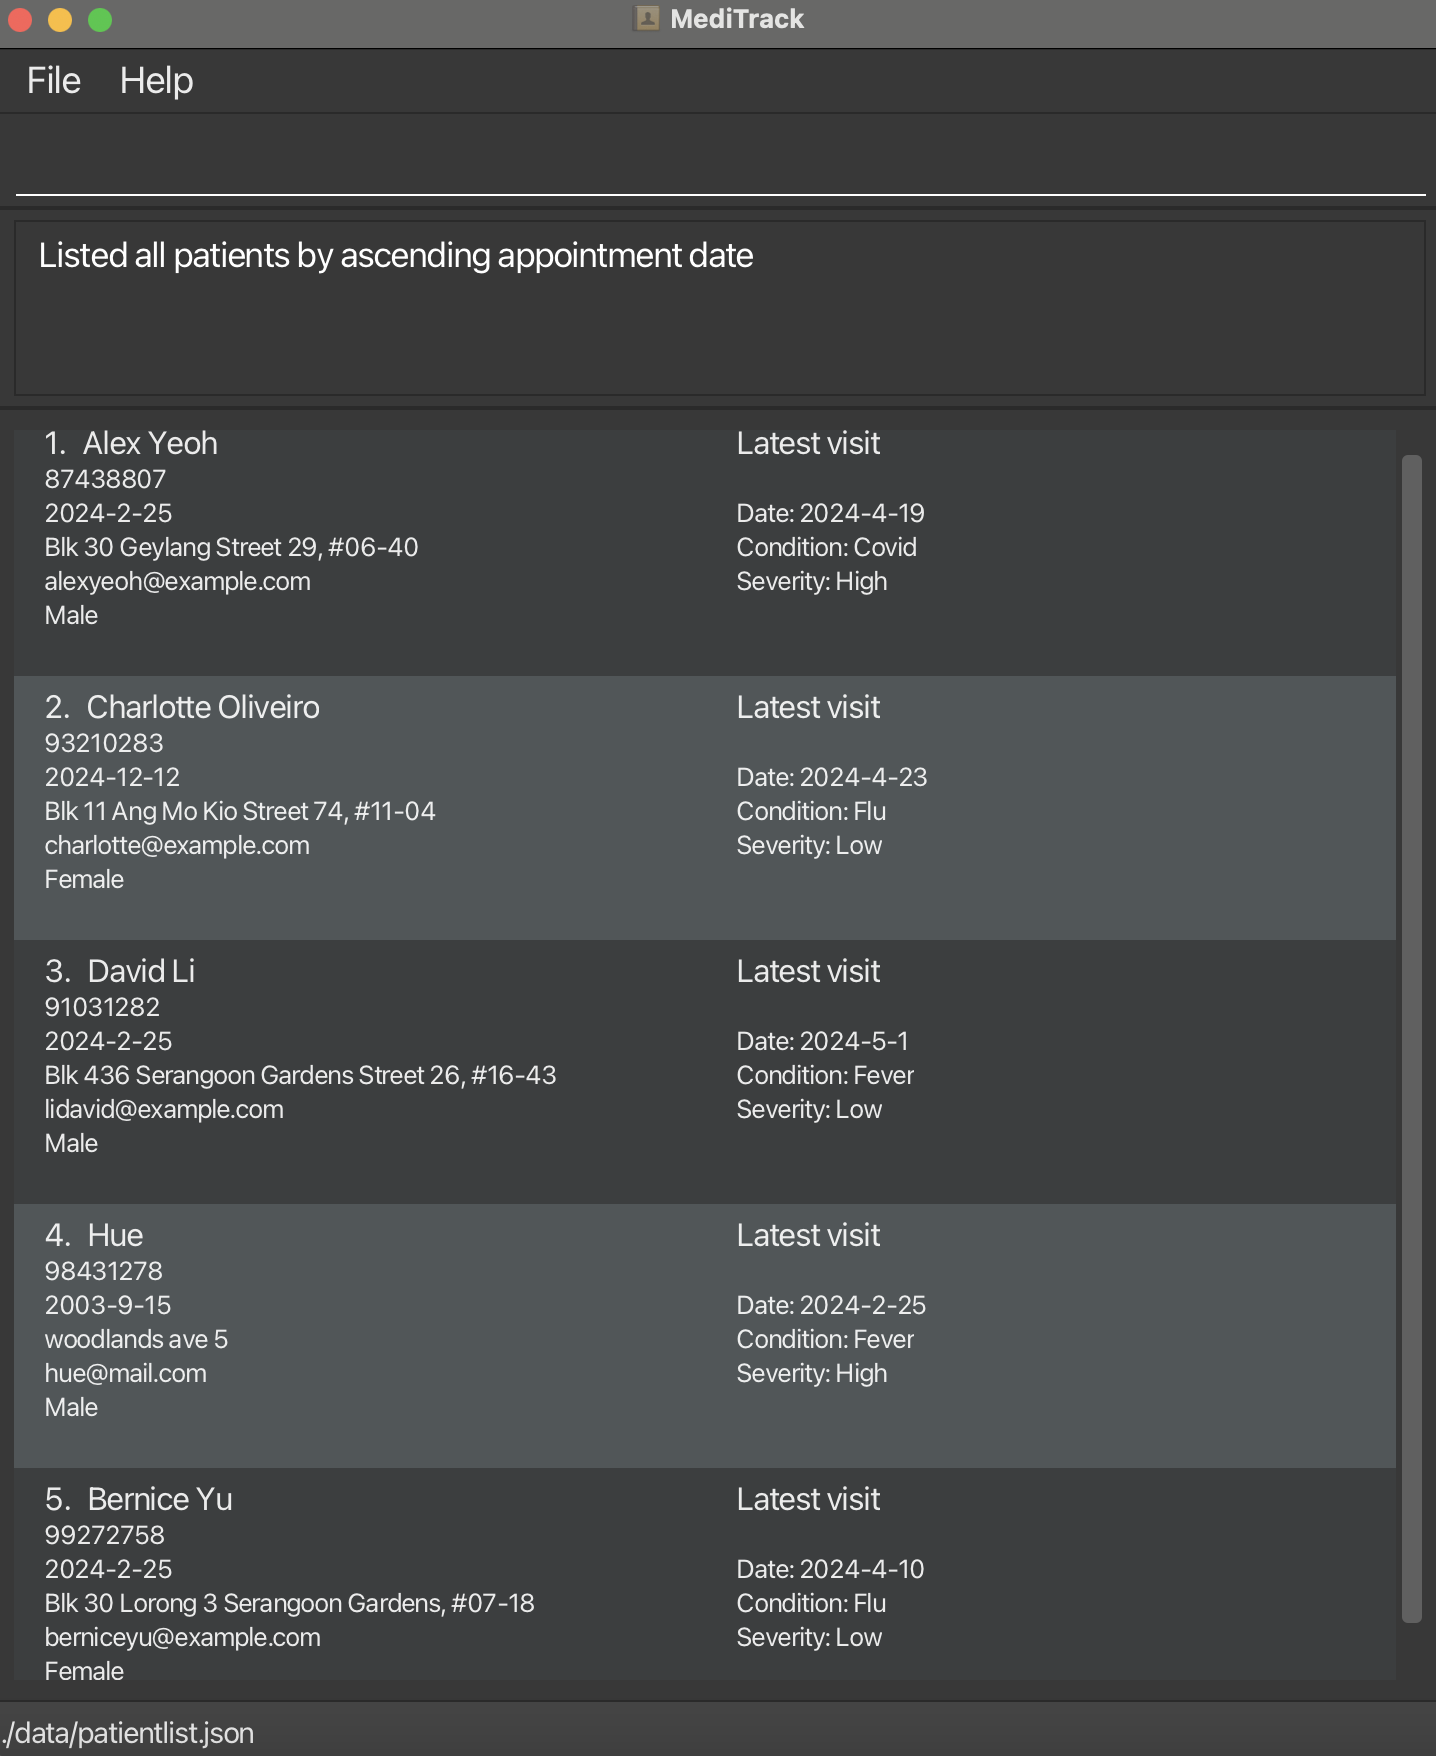 MediTrack
File Help
Listed all patients by ascending appointment date
1. Alex Yeoh
87438807
2024-2-25
Blk 30 Geylang Street 29, #06-40
alexyeoh@example.com
Male
Latest visit
Date: 2024-4-19
Condition: Covid
Severity: High
2. Charlotte Oliveiro
93210283
2024-12-12
Blk 11 Ang Mo Kio Street 74, #11-04
charlotte@example.com
Female
Latest visit
Date: 2024-4-23
Condition: Flu
Severity: Low
3. David Li
91031282
2024-2-25
Blk 436 Serangoon Gardens Street 26, #16-43
lidavid@example.com
Male
Latest visit
Date: 2024-5-1
Condition: Fever
Severity: Low
4. Hue
98431278
2003-9-15
woodlands ave 5
hue@mail.com
Male
Latest visit
Date: 2024-2-25
Condition: Fever
Severity: High
5. Bernice Yu
99272758
2024-2-25
Blk 30 Lorong 3 Serangoon Gardens, #07-18
berniceyu@example.com
Female
Latest visit
Date: 2024-4-10
Condition: Flu
Severity: Low
./data/patientlist.json